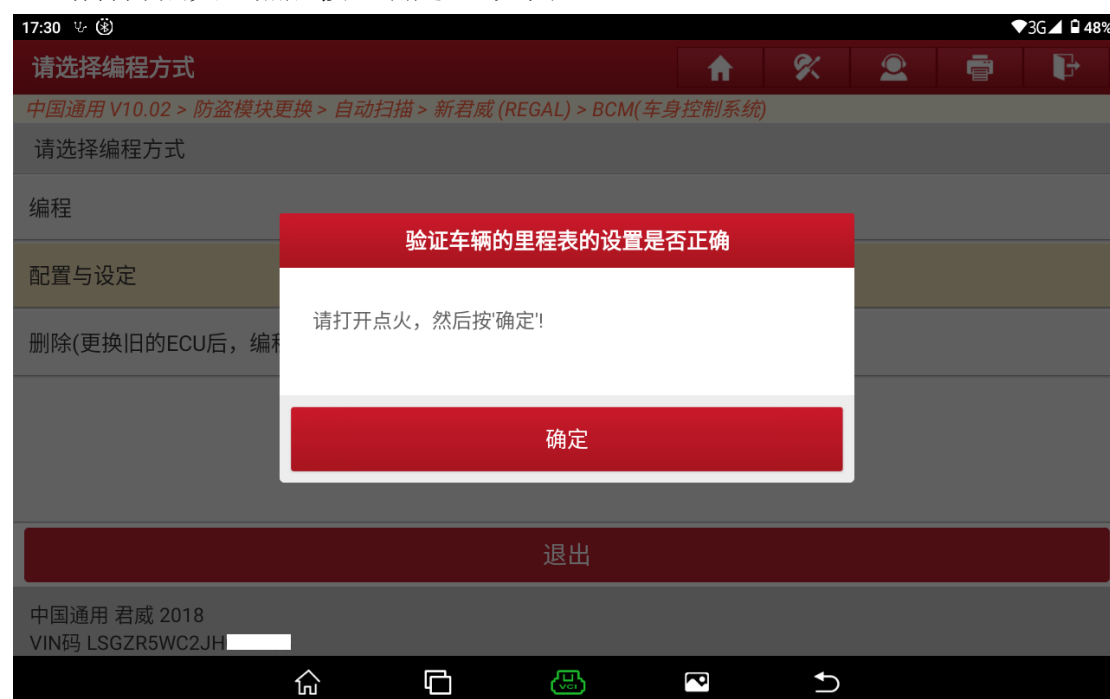 17:30
3G 48%
请选择编程方式
中国通用 V10.02 > 防盗模块更换 > 自动扫描 > 新君威 (REGAL) > BCM(车身控制系统)
请选择编程方式
编程
验证车辆的里程表的设置是否正确
配置与设定
请打开点火，然后按'确定'!
删除(更换旧的ECU后，编
确定
退出
中国通用 君威 2018
VIN码 LSGZR5WC2JH
VCI